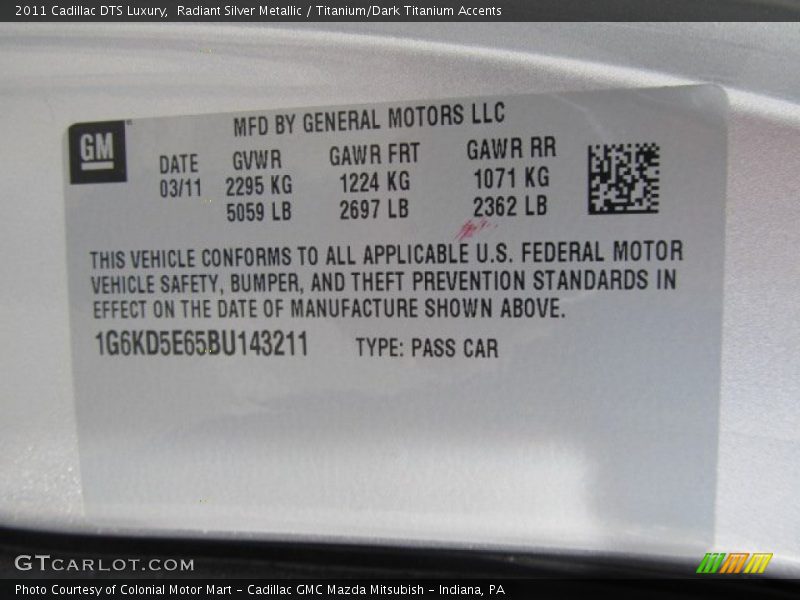 2011 Cadillac DTS Luxury,  Radiant Silver Metallic / Titanium/Dark Titanium Accents
GM
MFD BY GENERAL MOTORS LLC
DATE GVWR GAWR FRT GAWR RR
03/11 2295 KG 1224 KG 1071 KG
5059 LB 2697 LB 2362 LB
THIS VEHICLE CONFORMS TO ALL APPLICABLE U.S. FEDERAL MOTOR
VEHICLE SAFETY, BUMPER, AND THEFT PREVENTION STANDARDS IN
EFFECT ON THE DATE OF MANUFACTURE SHOWN ABOVE.
1G6KD5E65BU143211 TYPE: PASS CAR
GTCARLOT.COM
Photo Courtesy of Colonial Motor Mart - Cadillac GMC Mazda Mitsubish - Indiana, PA